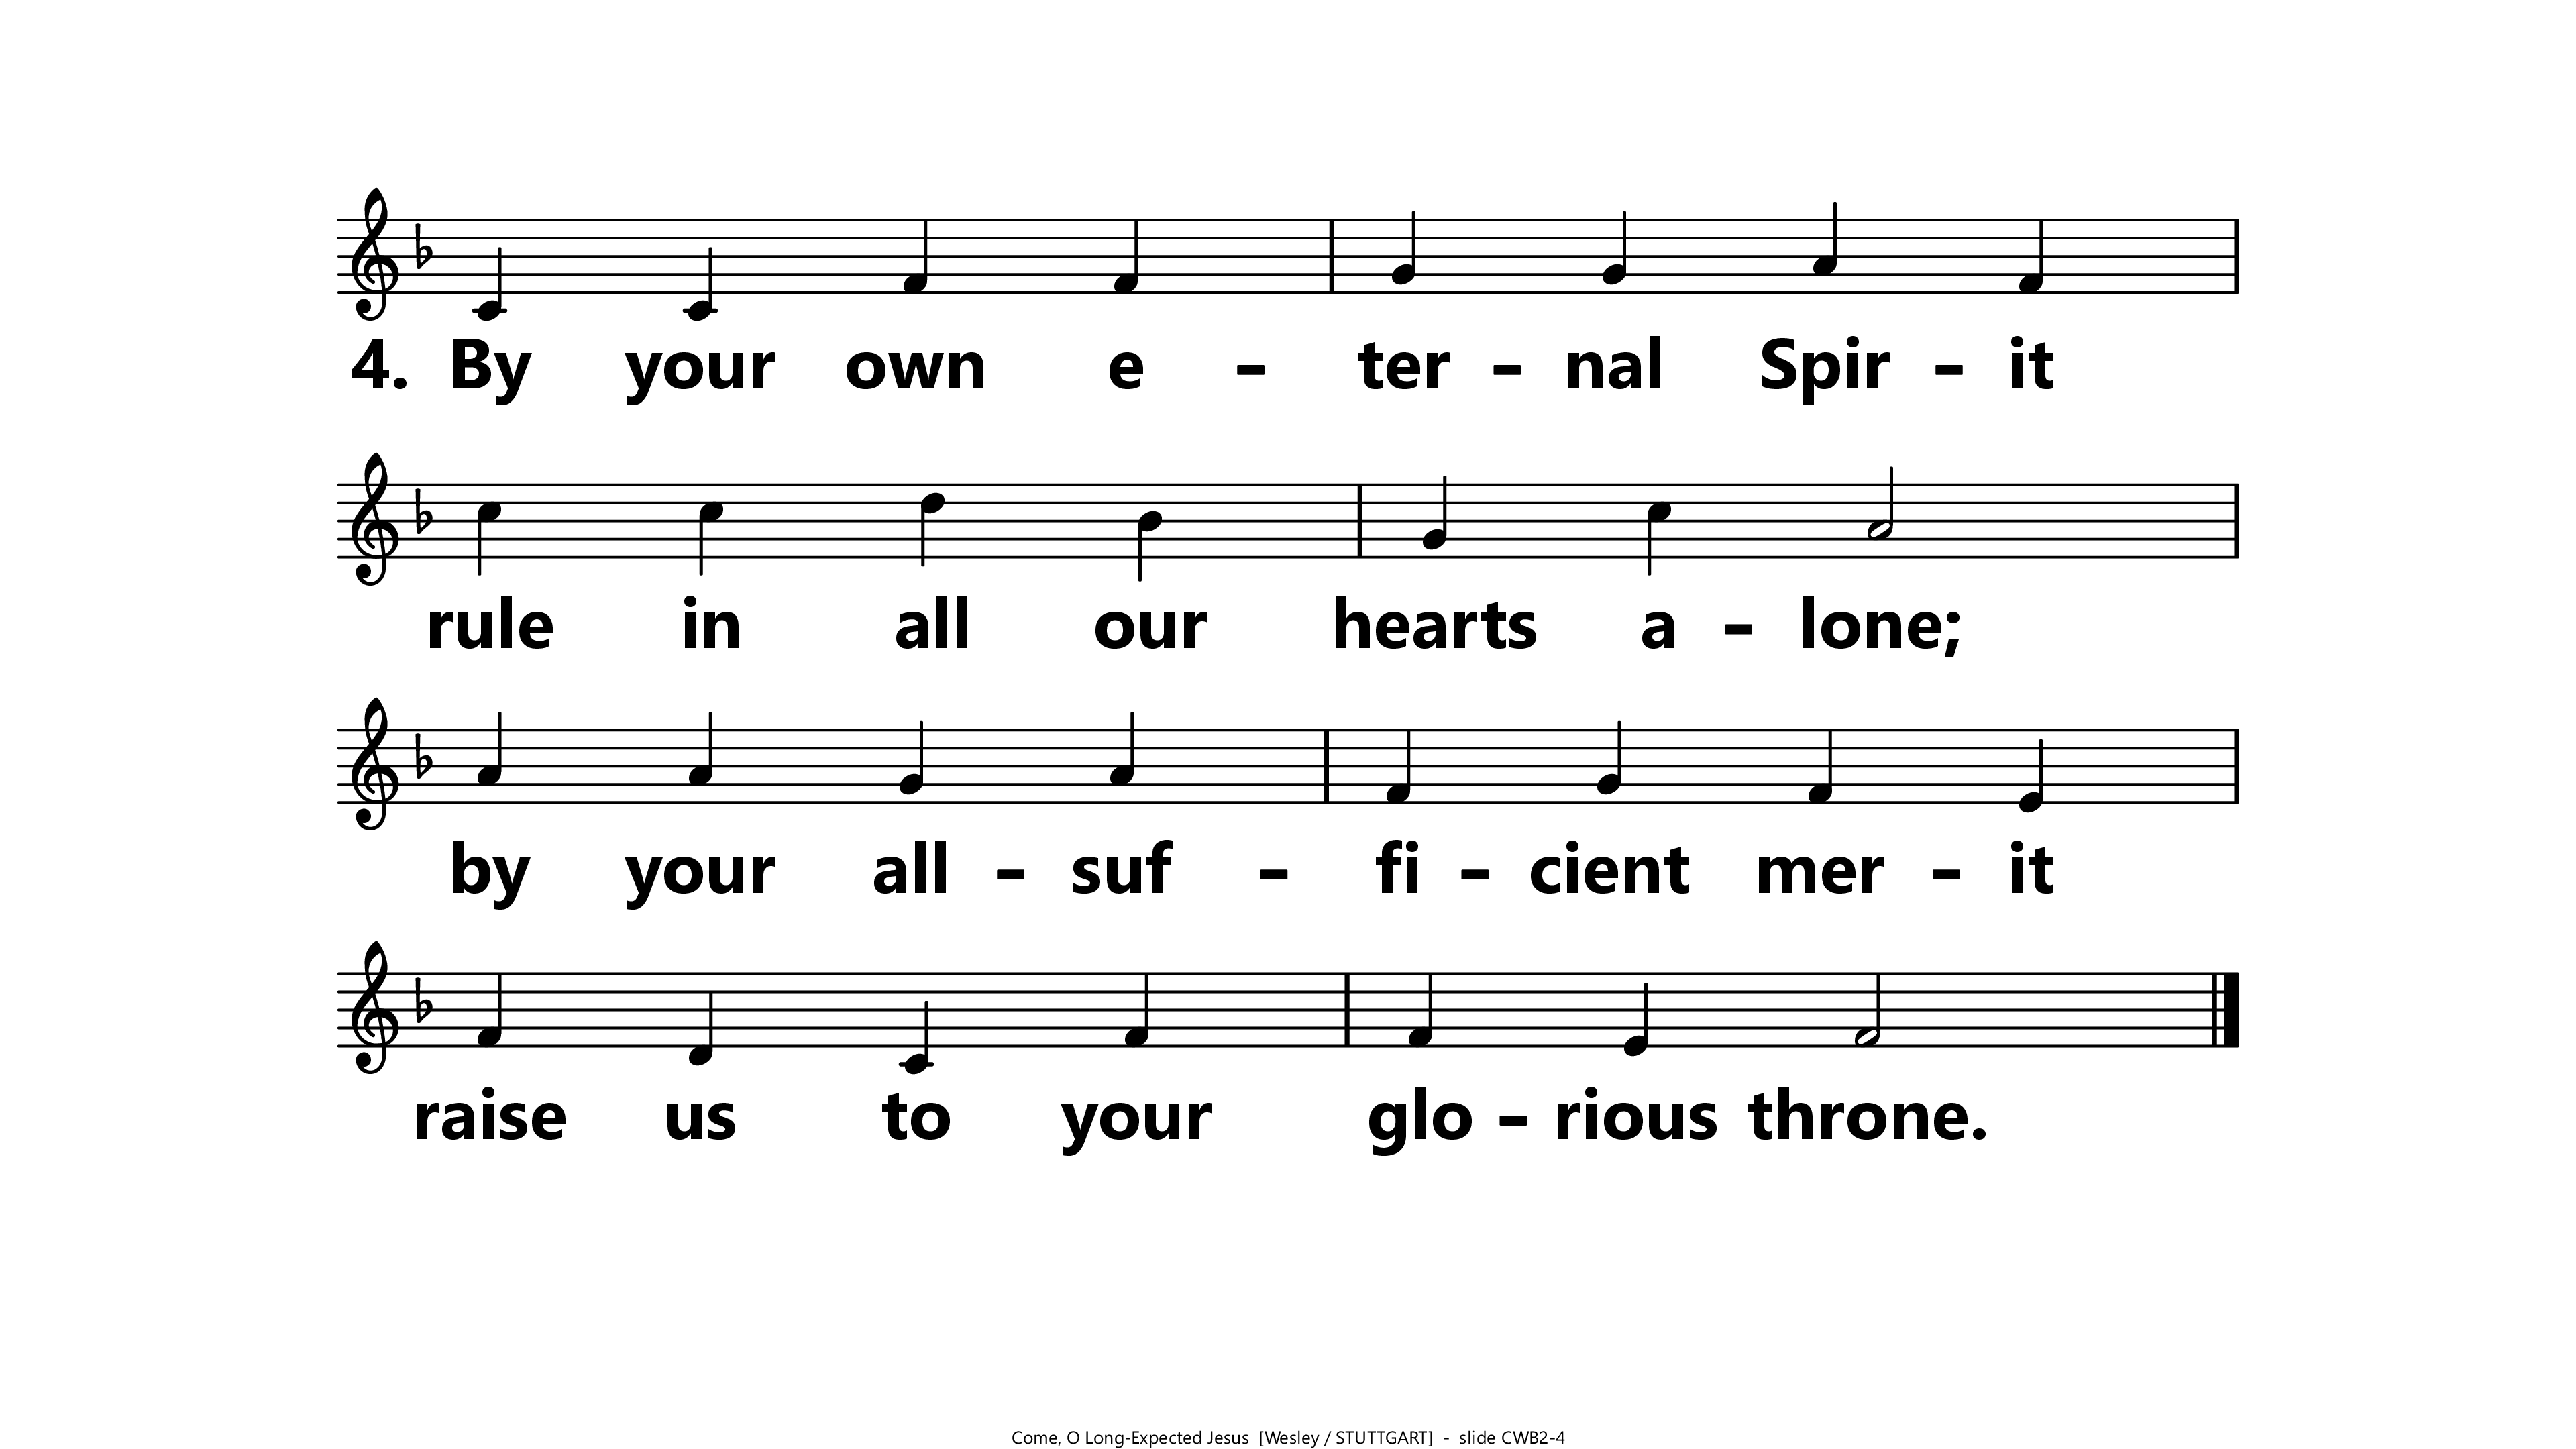 4. By your own e - ter - nal Spir - it
rule in all our hearts a - lone;
by your all - suf - fi - cient mer - it
raise us to your glo - rious throne.
Come, O Long-Expected Jesus [Wesley / STUTTGART] - slide CWB2-4